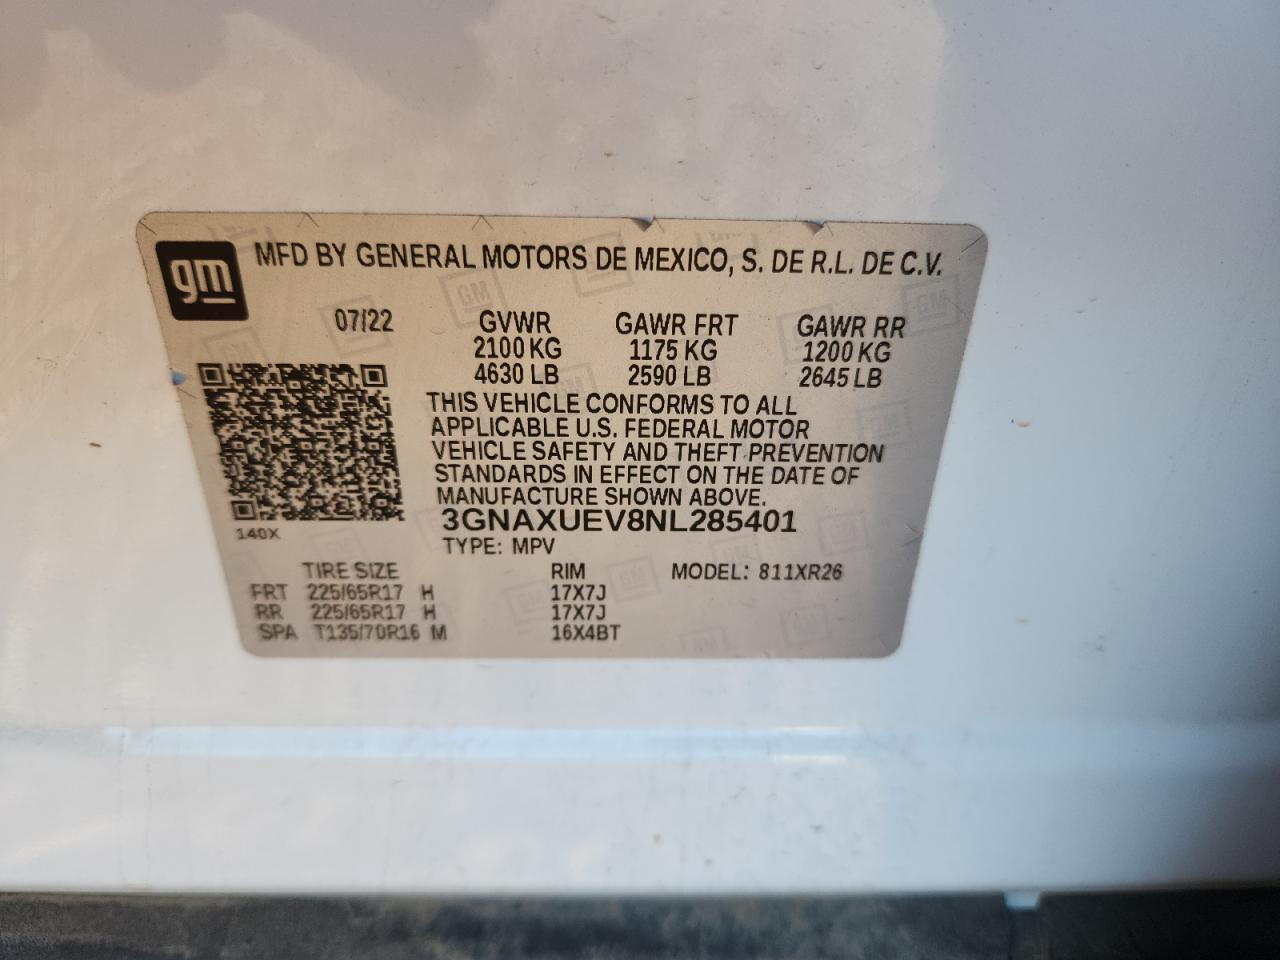 gm
MFD BY GENERAL MOTORS DE MEXICO, S. DE R.L. DE C.V.
07/22 GVWR GAWR FRT GAWR RR
2100 KG 1175 KG 1200 KG
4630 LB 2590 LB 2645 LB
THIS VEHICLE CONFORMS TO ALL
APPLICABLE U.S. FEDERAL MOTOR
VEHICLE SAFETY AND THEFT PREVENTION
STANDARDS IN EFFECT ON THE DATE OF
MANUFACTURE SHOWN ABOVE.
3GNAXUEV8NL285401
140X
TYPE: MPV
TIRE SIZE RIM MODEL: 811XR26
FRT 225/65R17 H 17X7J
RR 225/65R17 H 17X7J
SPA T135/70R16 M 16X4BT